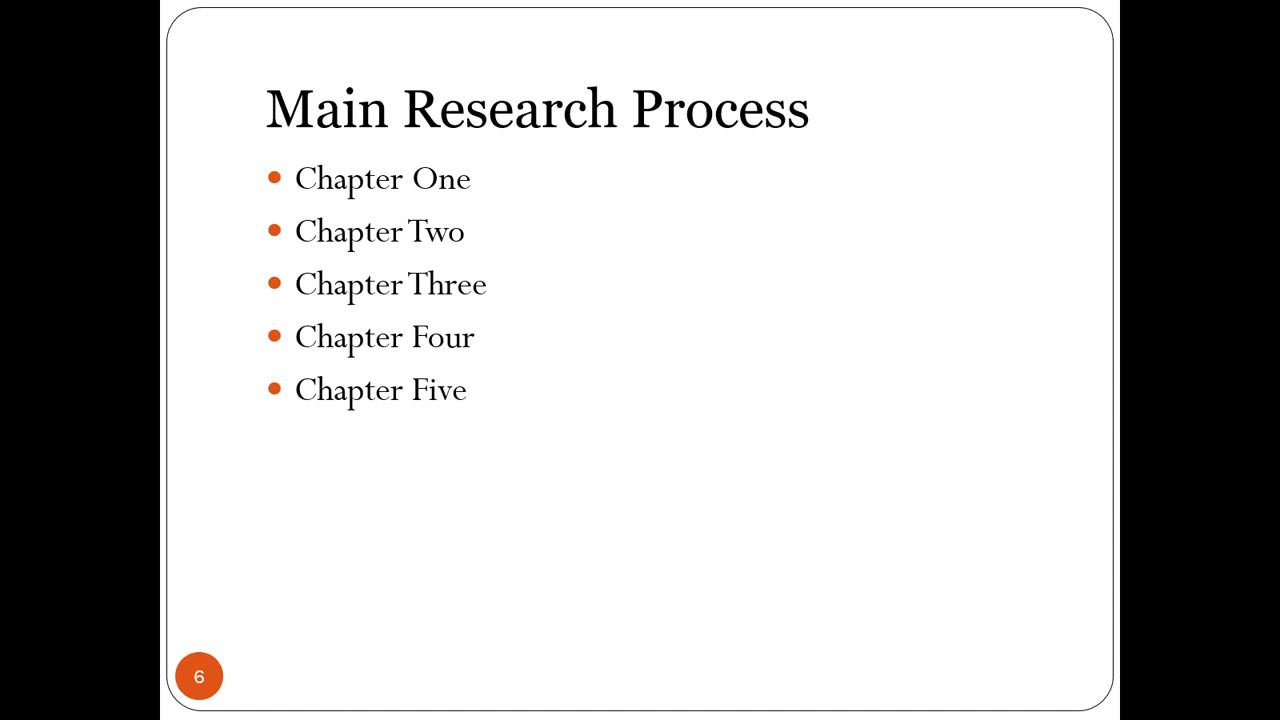 Main Research Process
Chapter One
Chapter Two
Chapter Three
Chapter Four
Chapter Five
6